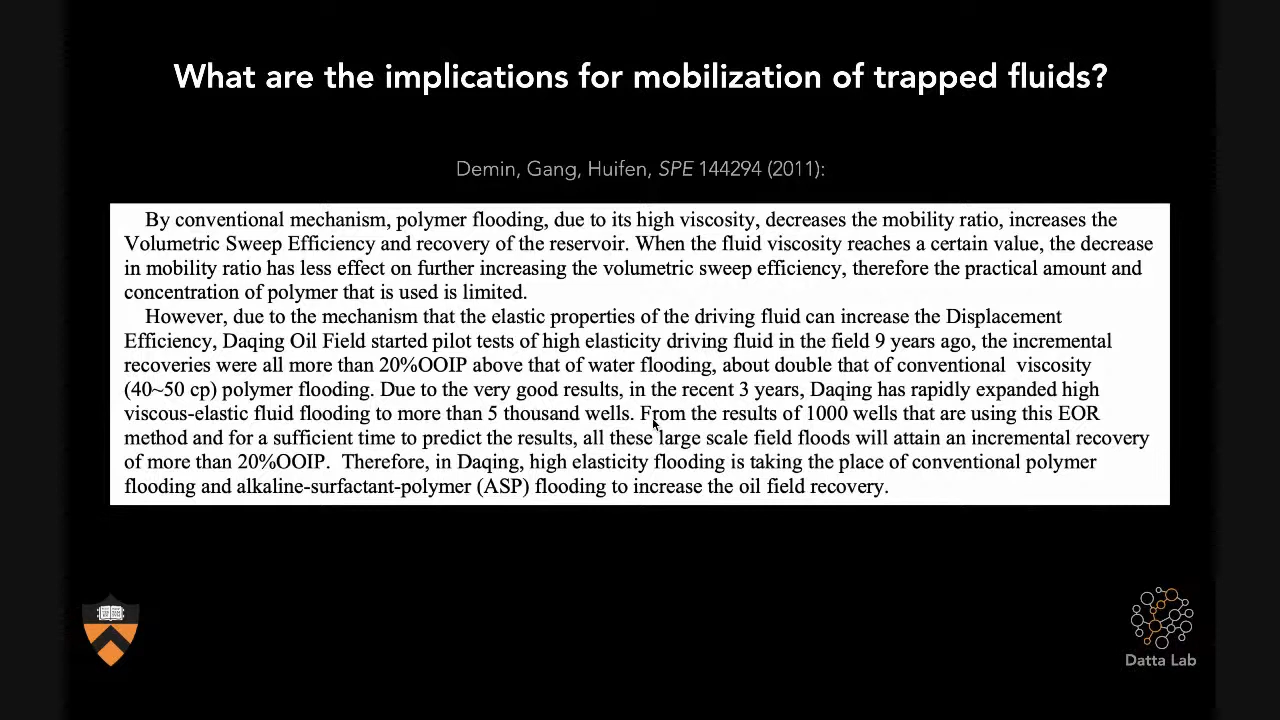 What are the implications for mobilization of trapped fluids?
Demin, Gang, Huifen, SPE 144294 (2011):
By conventional mechanism, polymer flooding, due to its high viscosity, decreases the mobility ratio, increases the
Volumetric Sweep Efficiency and recovery of the reservoir. When the fluid viscosity reaches a certain value, the decrease
in mobility ratio has less effect on further increasing the volumetric sweep efficiency, therefore the practical amount and
concentration of polymer that is used is limited.
However, due to the mechanism that the elastic properties of the driving fluid can increase the Displacement
Efficiency, Daqing Oil Field started pilot tests of high elasticity driving fluid in the field 9 years ago, the incremental
recoveries were all more than 20%OOIP above that of water flooding, about double that of conventional viscosity
(40~50 cp) polymer flooding. Due to the very good results, in the recent 3 years, Daqing has rapidly expanded high
viscous-elastic fluid flooding to more than 5 thousand wells. From the results of 1000 wells that are using this EOR
method and for a sufficient time to predict the results, all these large scale field floods will attain an incremental recovery
of more than 20%OOIP. Therefore, in Daqing, high elasticity flooding is taking the place of conventional polymer
flooding and alkaline-surfactant-polymer (ASP) flooding to increase the oil field recovery.
Datta Lab